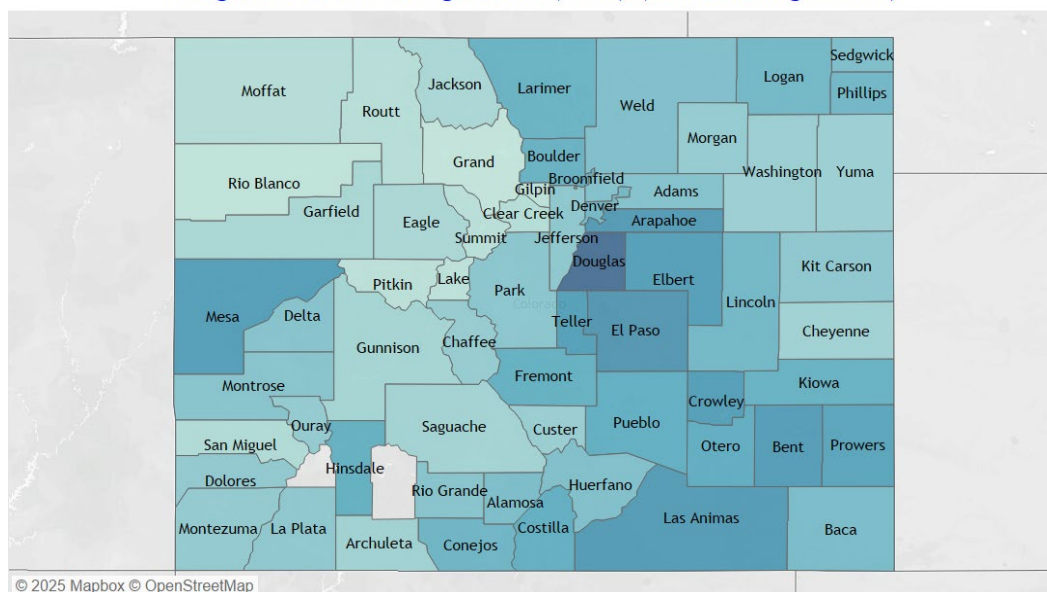 Moffat
Routt
Jackson
Larimer
Weld
Logan
Sedgwick
Phillips
Morgan
Washington
Yuma
Grand
Boulder
Broomfield
Rio Blanco
Gilpin
Garfield
Eagle
Clear Creek
Denver
Adams
Arapahoe
Summit
Jefferson
Douglas
Elbert
Kit Carson
Pitkin
Lake
Park
Colorado
Lincoln
Mesa
Delta
Teller
El Paso
Cheyenne
Gunnison
Chaffee
Fremont
Montrose
Kiowa
Crowley
Ouray
Saguache
Custer
Pueblo
Otero
Bent
Prowers
San Miguel
Hinsdale
Dolores
Rio Grande
Alamosa
Huerfano
Montezuma
La Plata
Archuleta
Conejos
Costilla
Las Animas
Baca
© 2025 Mapbox © OpenStreetMap